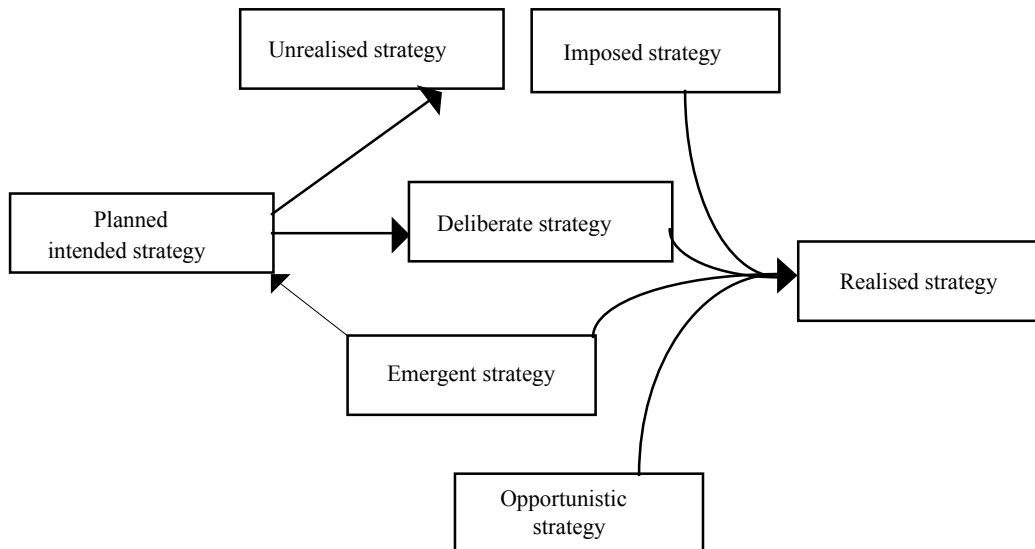 Unrealised strategy
Imposed strategy
Planned
intended strategy
Deliberate strategy
Realised strategy
Emergent strategy
Opportunistic
strategy